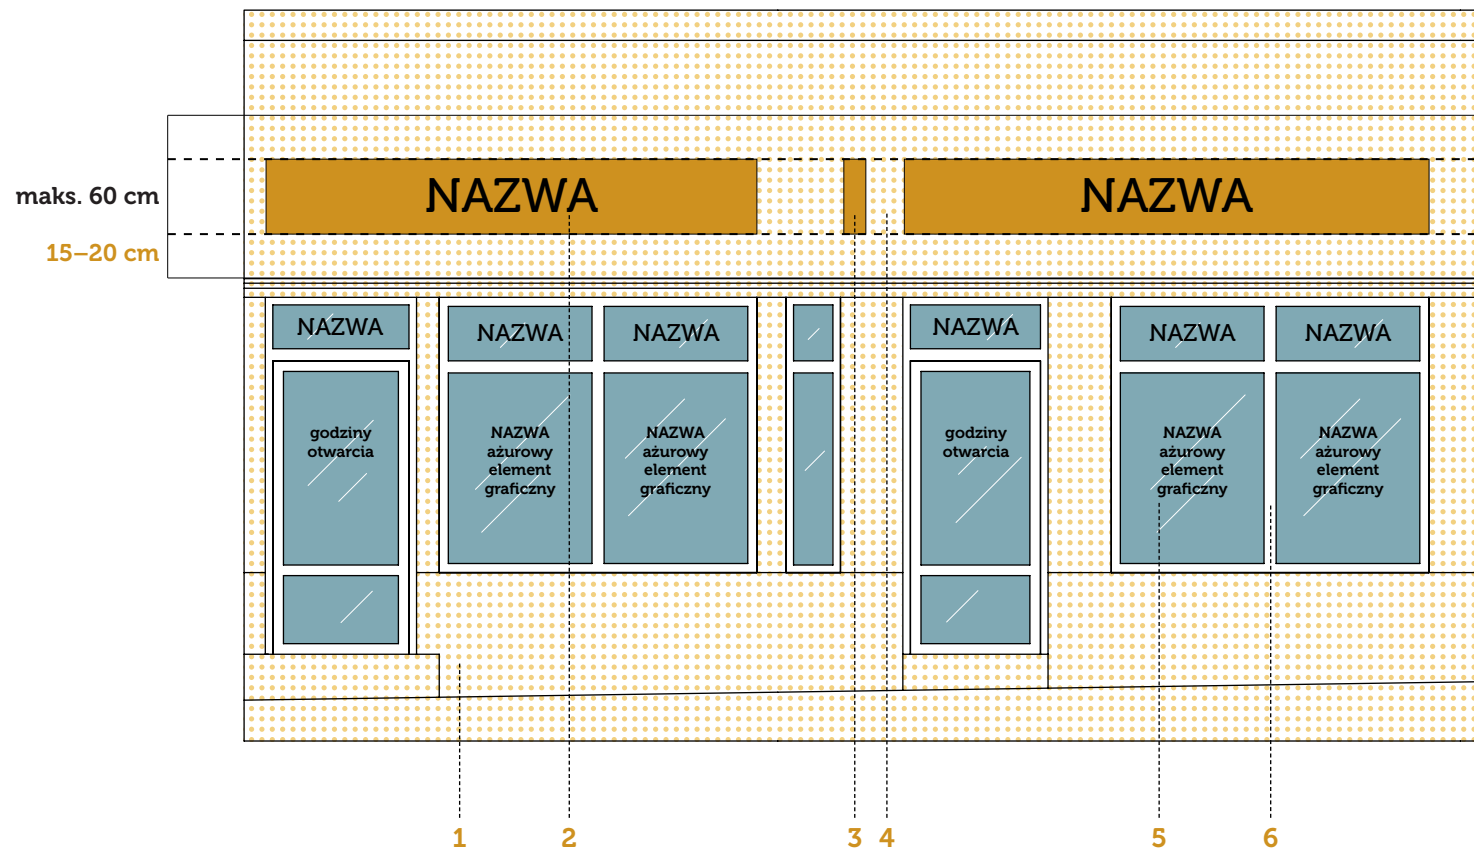 NAZWA NAZWA
maks. 60 cm
15–20 cm
NAZWA NAZWA NAZWA NAZWA NAZWA NAZWA
godziny
otwarcia
NAZWA
ażurowy
element
graficzny
NAZWA
ażurowy
element
graficzny
godziny
otwarcia
NAZWA
ażurowy
element
graficzny
NAZWA
ażurowy
element
graficzny
1 2 3 4 5 6